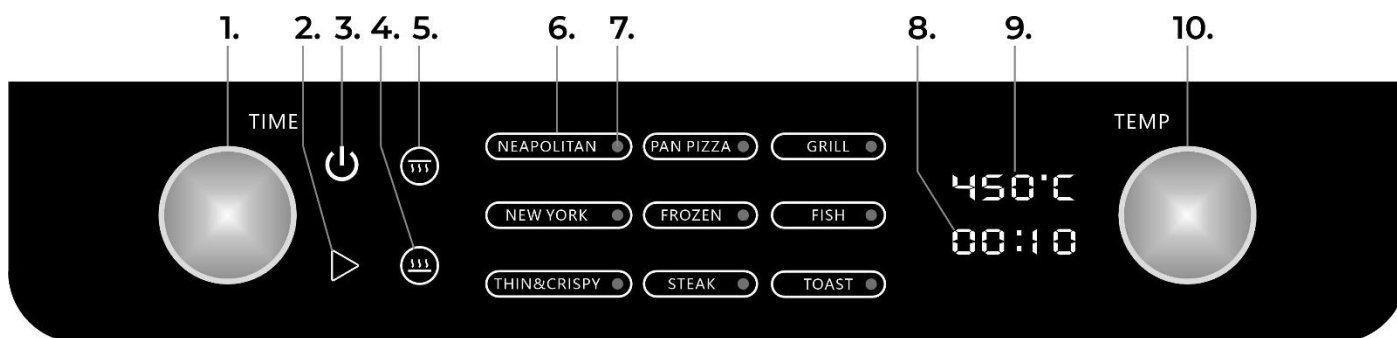 1. 2. 3. 4. 5. 6. 7. 8. 9. 10.
TIME TEMP
NEAPOLITAN PAN PIZZA GRILL
450°C
NEW YORK FROZEN FISH
00:10
THIN&CRISPY STEAK TOAST